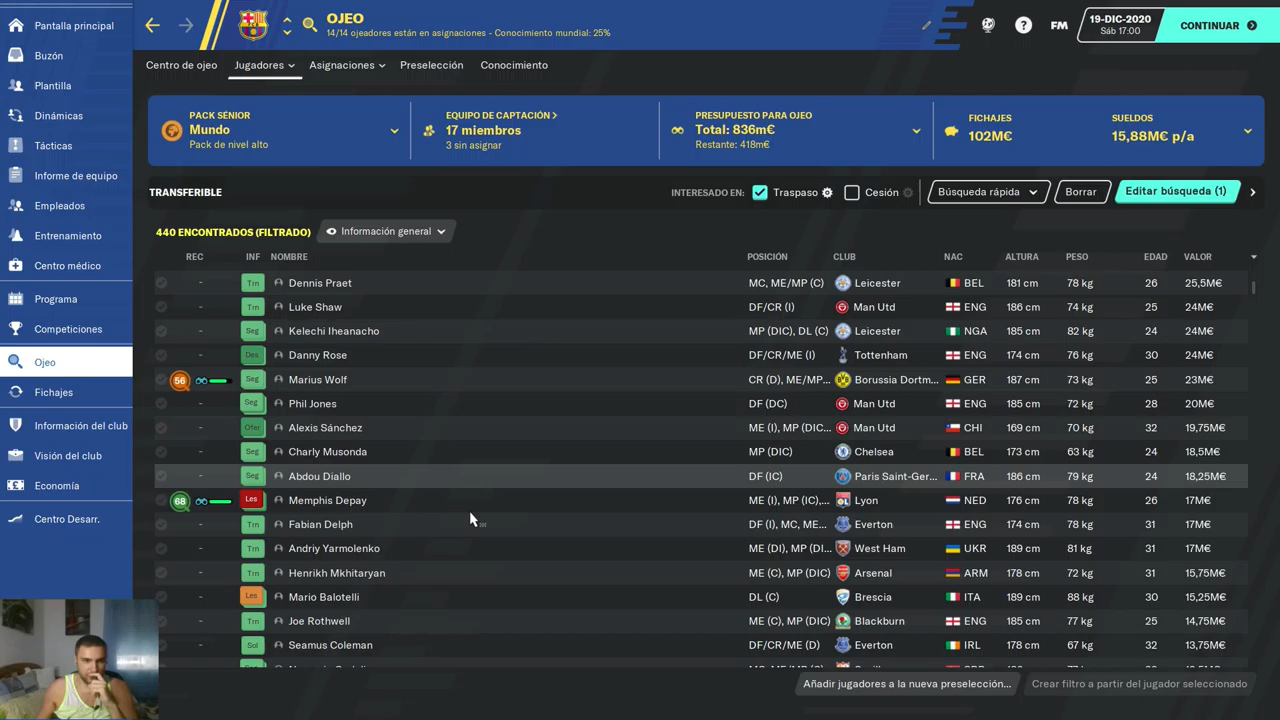 Pantalla principal
Buzón
Plantilla
Dinámicas
Tácticas
Informe de equipo
Empleados
Entrenamiento
Centro médico
Programa
Competiciones
Ojeo
Fichajes
Información del club
Visión del club
Economía
Centro Desarr.
OJEO
14/14 ojeadores están en asignaciones - Conocimiento mundial: 25%
FM
19-DIC-2020
Sáb 17:00
CONTINUAR
Centro de ojeo Jugadores Asignaciones Preselección Conocimiento
PACK SÉNIOR
Mundo
Pack de nivel alto
EQUIPO DE CAPTACIÓN >
17 miembros
3 sin asignar
PRESUPUESTO PARA OJEO
Total: 836m€
Restante: 418m€
FICHAJES
102M€
SUELDOS
15,88M€ p/a
TRANSFERIBLE INTERESADO EN: Traspaso Cesión Búsqueda rápida Borrar Editar búsqueda (1)
440 ENCONTRADOS (FILTRADO) Información general
REC INF NOMBRE POSICIÓN CLUB NAC ALTURA PESO EDAD VALOR
- Trn Dennis Praet MC, ME/MP (C) Leicester BEL 181 cm 78 kg 26 25,5M€
- Trn Luke Shaw DF/CR (I) Man Utd ENG 186 cm 74 kg 25 24M€
- Seg Kelechi Iheanacho MP (DIC), DL (C) Leicester NGA 185 cm 82 kg 24 24M€
- Des Danny Rose DF/CR/ME (I) Tottenham ENG 174 cm 76 kg 30 24M€
56 Seg Marius Wolf CR (D), ME/MP... Borussia Dortm... GER 187 cm 73 kg 25 23M€
- Seg Phil Jones DF (DC) Man Utd ENG 185 cm 72 kg 28 20M€
- Ofer Alexis Sánchez ME (I), MP (DIC... Man Utd CHI 169 cm 70 kg 32 19,75M€
- Seg Charly Musonda MP (DIC) Chelsea BEL 173 cm 63 kg 24 18,5M€
- Seg Abdou Diallo DF (IC) Paris Saint-Ger... FRA 186 cm 79 kg 24 18,25M€
68 Les Memphis Depay ME (I), MP (IC),... Lyon NED 176 cm 78 kg 26 17M€
- Trn Fabian Delph DF (I), MC, ME... Everton ENG 174 cm 78 kg 31 17M€
- Trn Andriy Yarmolenko ME (DI), MP (DI... West Ham UKR 189 cm 81 kg 31 17M€
- Trn Henrikh Mkhitaryan ME (C), MP (DIC) Arsenal ARM 178 cm 72 kg 31 15,75M€
- Les Mario Balotelli DL (C) Brescia ITA 189 cm 88 kg 30 15,25M€
- Trn Joe Rothwell ME (C), MP (DIC) Blackburn ENG 185 cm 77 kg 25 14,75M€
- Sol Seamus Coleman DF/CR/ME (D) Everton IRL 178 cm 67 kg 32 13,75M€
Añadir jugadores a la nueva preselección... Crear filtro a partir del jugador seleccionado